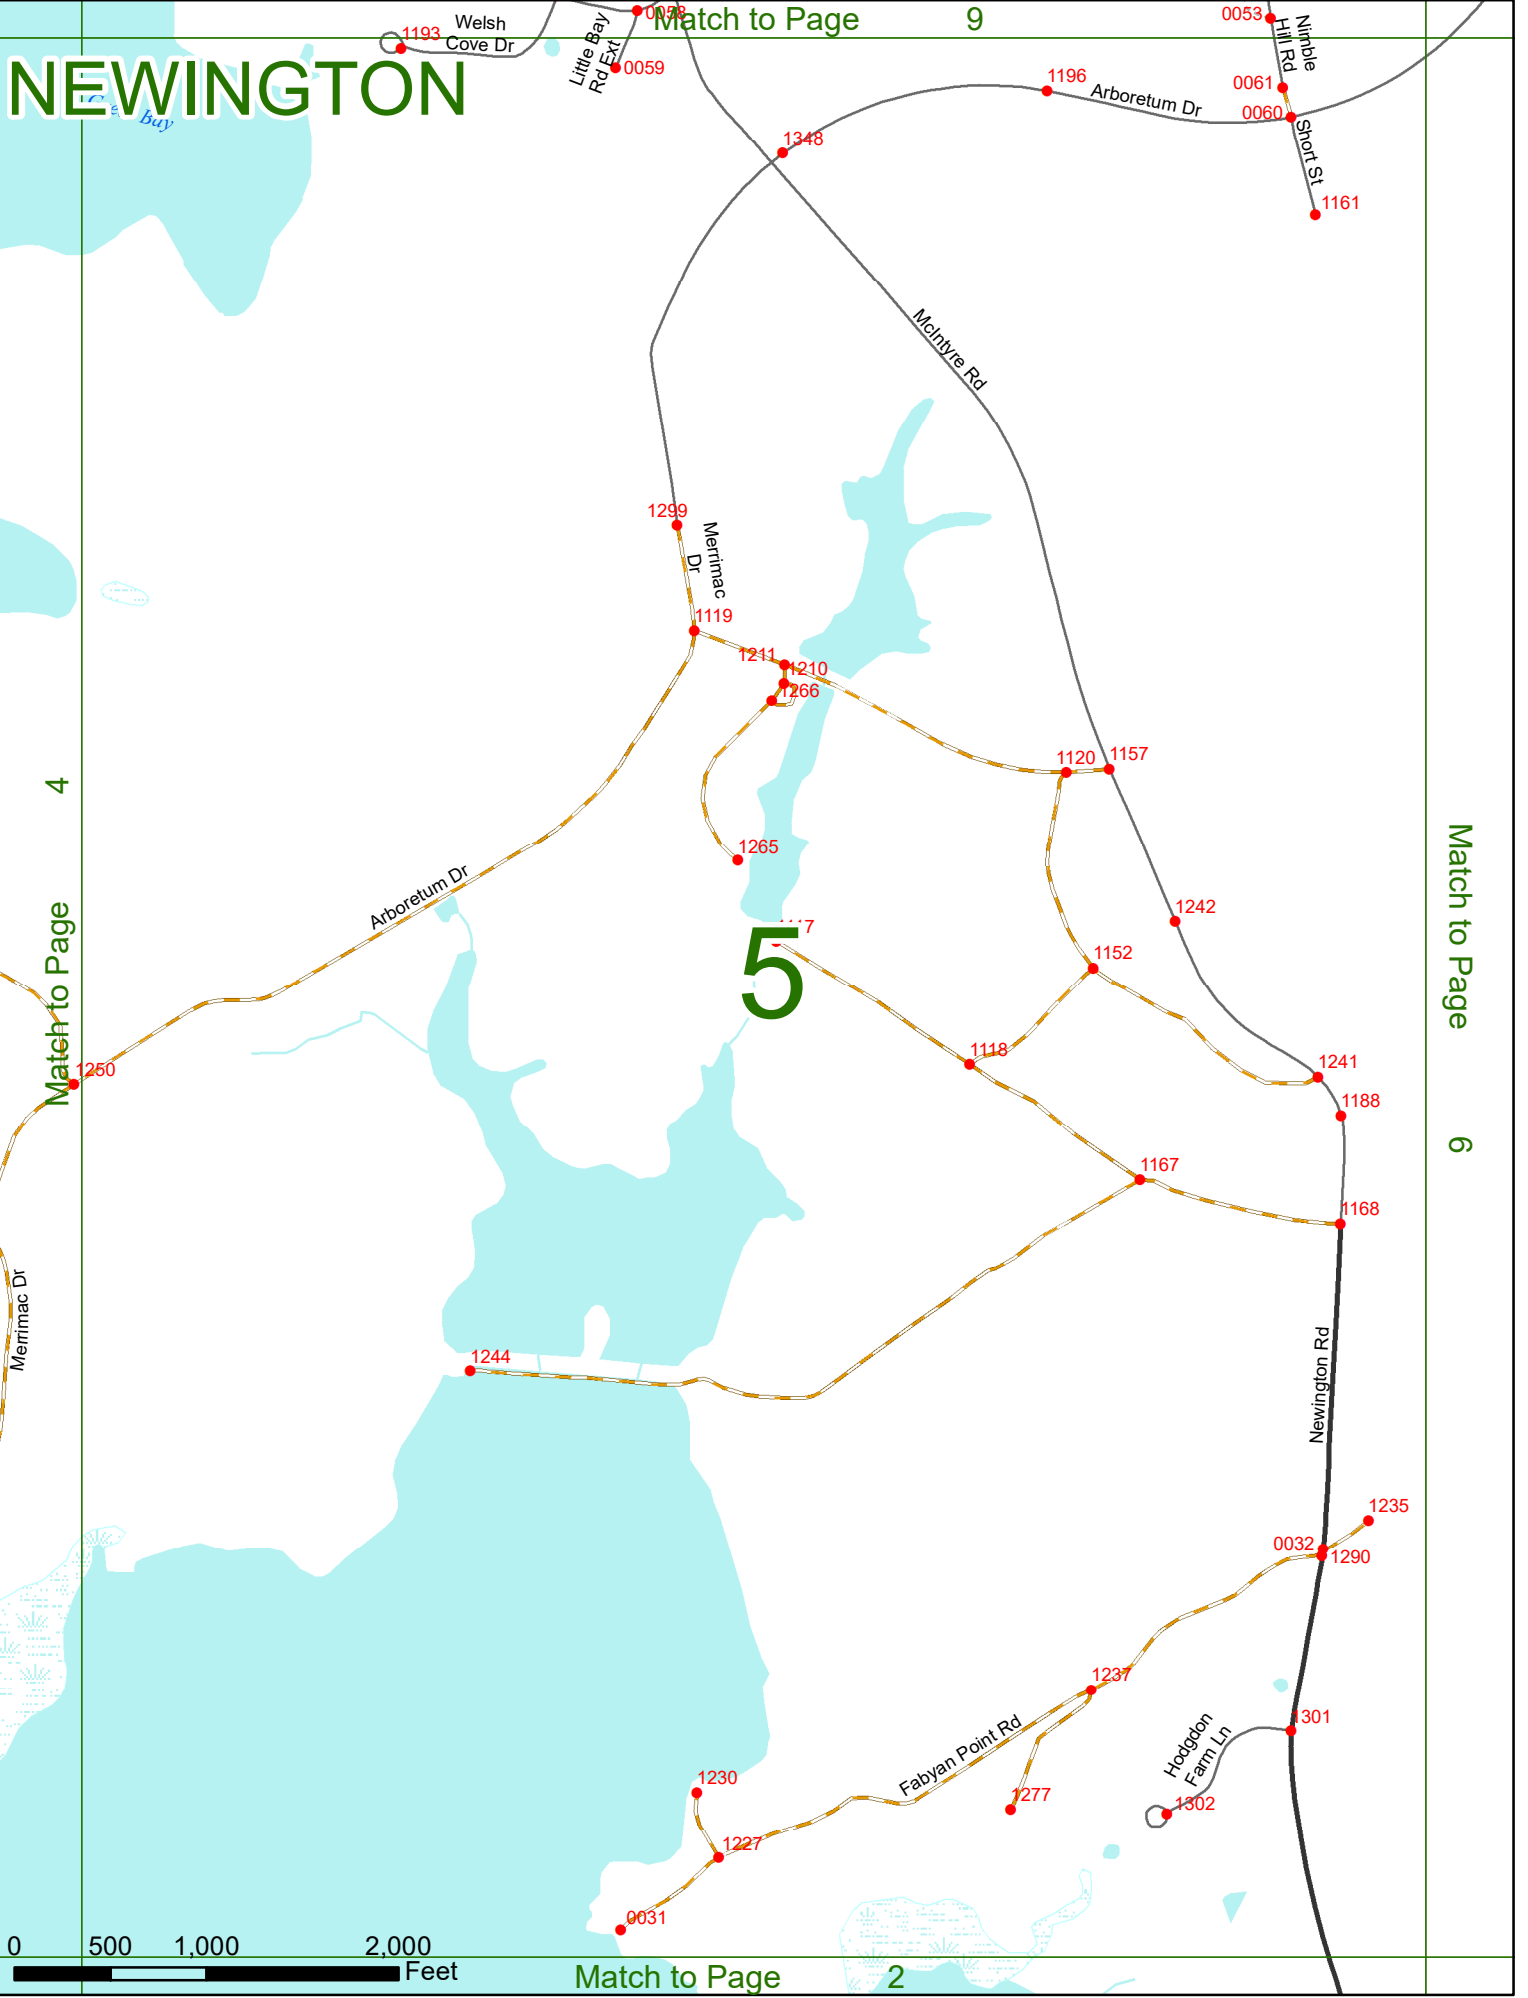 Match to Page 9
0058
0053
Welsh
Cove Dr
1193
Little Bay
Rd Ext
0059
Nimble
Hill Rd
NEWINGTON
Bay
1196
Arboretum Dr
0061
0060
Short St
1348
1161
McIntyre Rd
1299
Merrimac
Dr
1119
1211
1210
1266
1120
1157
Match to Page 4
Match to Page 6
1265
Arboretum Dr
1242
5
1152
1118
1250
1241
1188
1167
1168
Merrimac Dr
1244
Newington Rd
1235
0032
1290
1237
Fabyan Point Rd
Hodgdon
Farm Ln
1301
1230
1277
1302
1227
0031
0 500 1,000 2,000
Feet
Match to Page 2